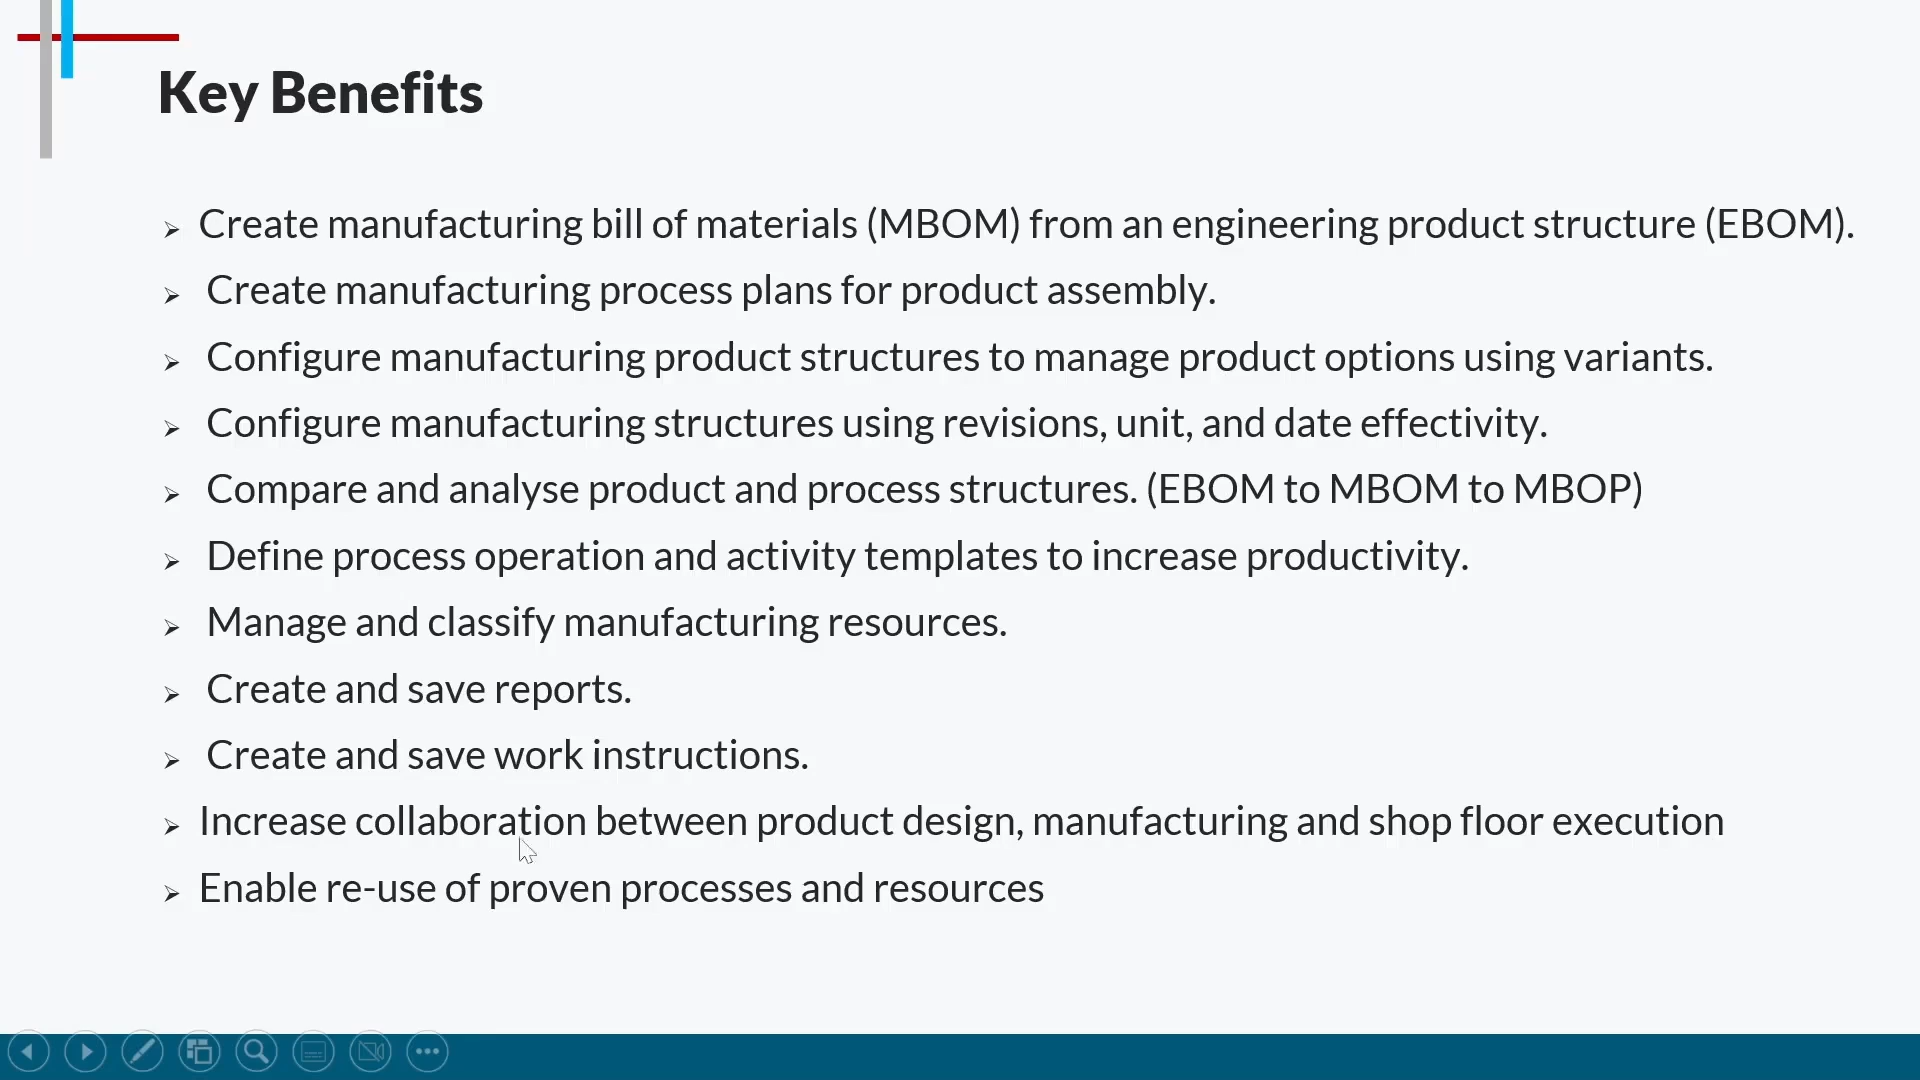 Key Benefits
Create manufacturing bill of materials (MBOM) from an engineering product structure (EBOM).
Create manufacturing process plans for product assembly.
Configure manufacturing product structures to manage product options using variants.
Configure manufacturing structures using revisions, unit, and date effectivity.
Compare and analyse product and process structures. (EBOM to MBOM to MBOP)
Define process operation and activity templates to increase productivity.
Manage and classify manufacturing resources.
Create and save reports.
Create and save work instructions.
Increase collaboration between product design, manufacturing and shop floor execution
Enable re-use of proven processes and resources